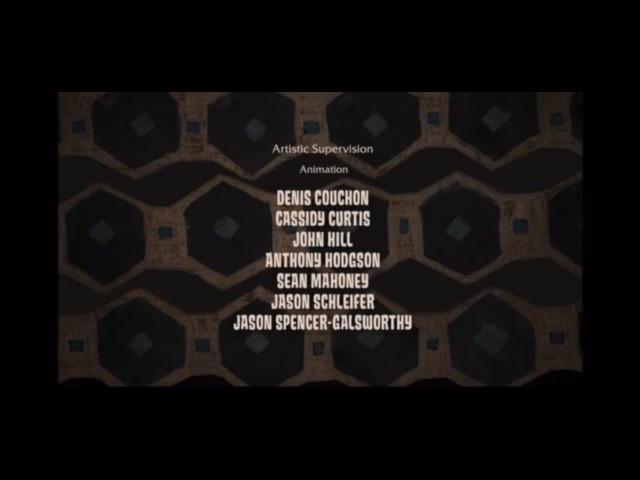 Artistic Supervision
Animation
DENIS COUCHON
CASSIDY CURTIS
JOHN HILL
ANTHONY HODGSON
SEAN MAHONEY
JASON SCHLEIFER
JASON SPENCER-GALSWORTHY